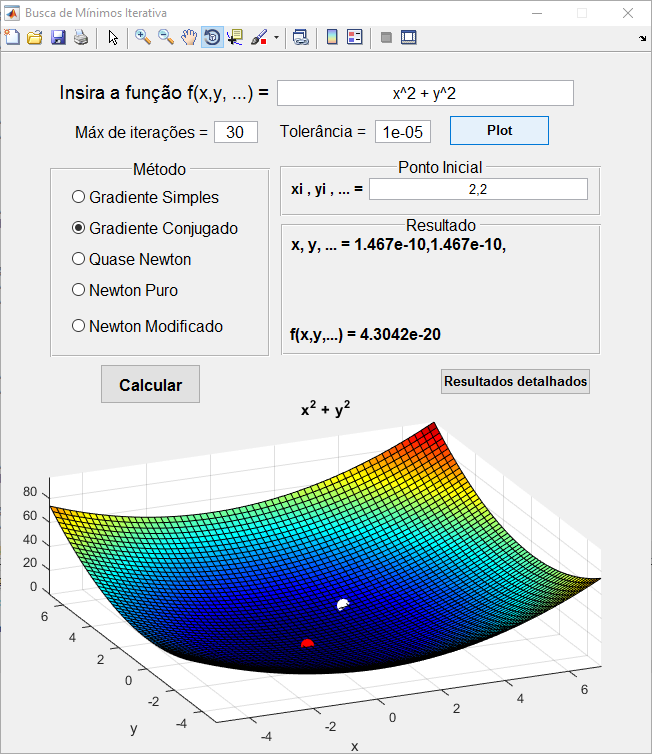 Busca de Mínimos Iterativa
Insira a função f(x,y, ...) = x^2 + y^2
Máx de iterações = 30 Tolerância = 1e-05 Plot
Método
Gradiente Simples
Gradiente Conjugado
Quase Newton
Newton Puro
Newton Modificado
Ponto Inicial
xi , yi , ... = 2,2
Resultado
x, y, ... = 1.467e-10,1.467e-10,
f(x,y,...) = 4.3042e-20
Calcular
Resultados detalhados
x² + y²
80
60
40
20
0
6
4
2
0
-2
-4
y
-4
-2
0
2
4
6
x